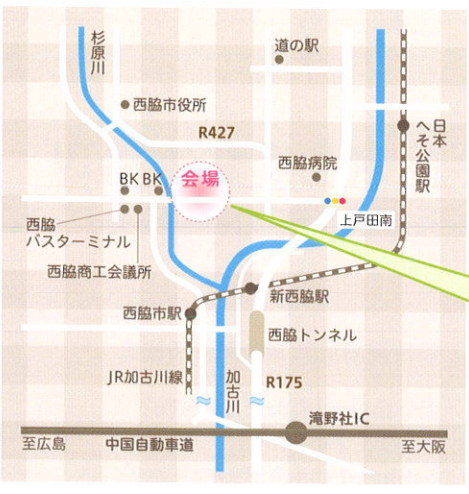 杉原川
道の駅
西脇市役所
R427
日本
へそ公園駅
西脇病院
BK BK
会場
上戸田南
西脇
バスターミナル
西脇商工会議所
新西脇駅
西脇市駅
西脇トンネル
JR加古川線
加古川
R175
滝野社IC
至広島
中国自動車道
至大阪